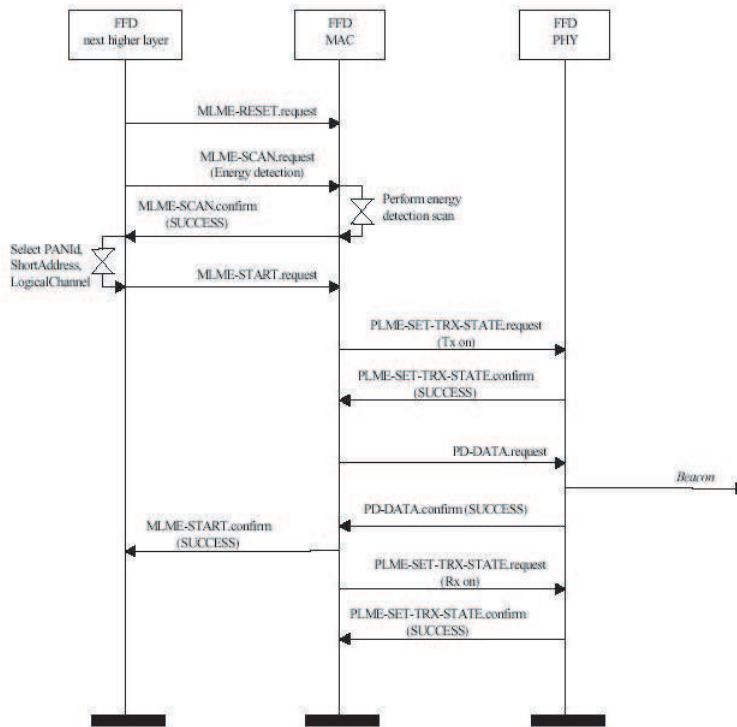 FFD
next higher layer
FFD
MAC
FFD
PHY
MLME-RESET.request
MLME-SCAN.request
(Energy detection)
Perform energy
detection scan
MLME-SCAN.confirm
(SUCCESS)
Select PANId,
ShortAddress,
LogicalChannel
MLME-START.request
PLME-SET-TRX-STATE.request
(Tx on)
PLME-SET-TRX-STATE.confirm
(SUCCESS)
PD-DATA.request
Beacon
PD-DATA.confirm (SUCCESS)
MLME-START.confirm
(SUCCESS)
PLME-SET-TRX-STATE.request
(Rx on)
PLME-SET-TRX-STATE.confirm
(SUCCESS)